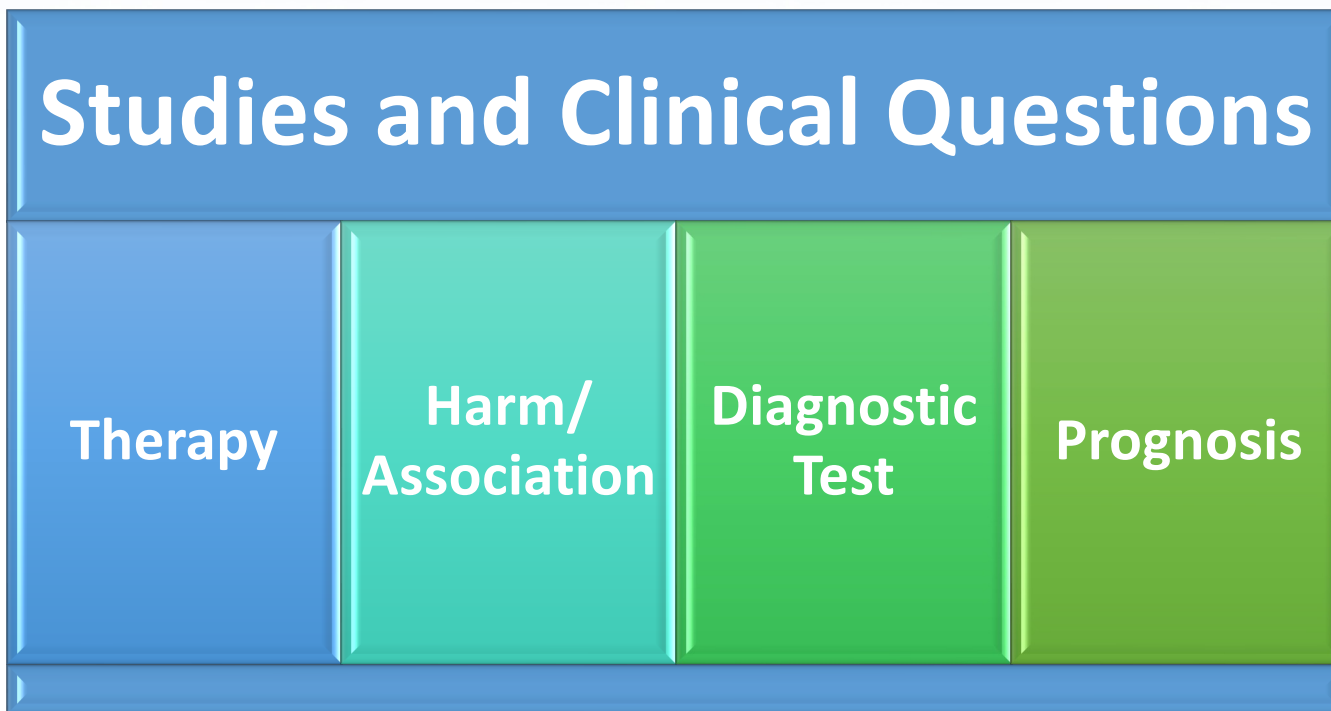 Studies and Clinical Questions
Therapy
Harm/
Association
Diagnostic
Test
Prognosis